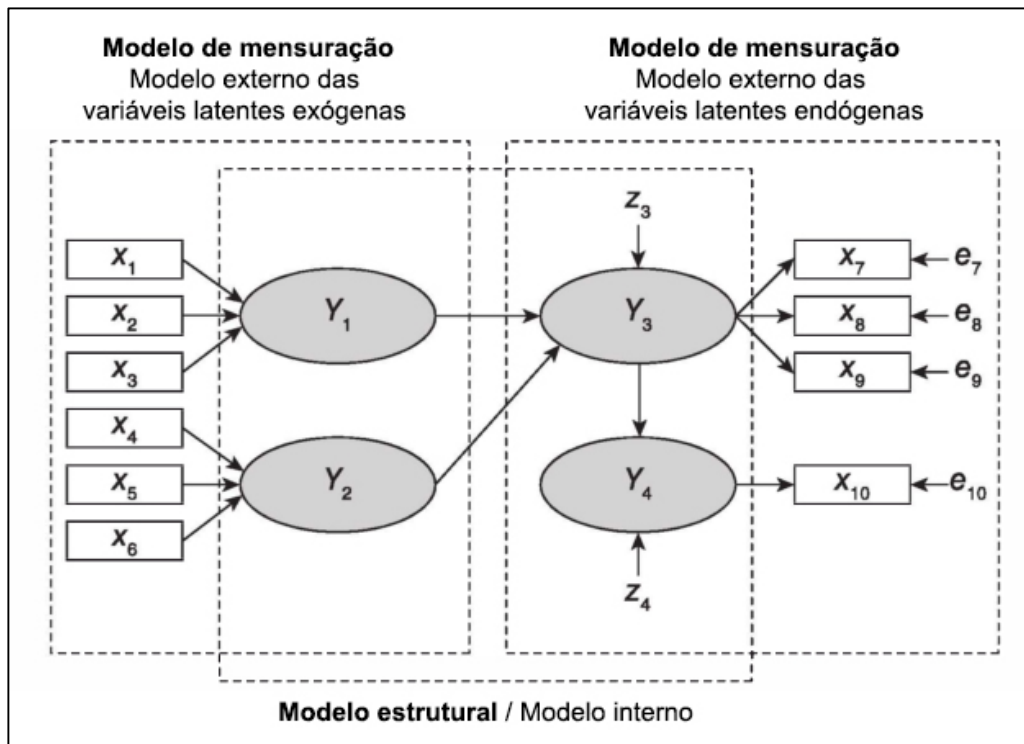 Modelo de mensuração
Modelo externo das
variáveis latentes exógenas
Modelo de mensuração
Modelo externo das
variáveis latentes endógenas
z3
x1
x2
x3
Y1
Y3
x7
e7
x8
e8
x9
e9
x4
x5
x6
Y2
Y4
x10
e10
z4
Modelo estrutural / Modelo interno